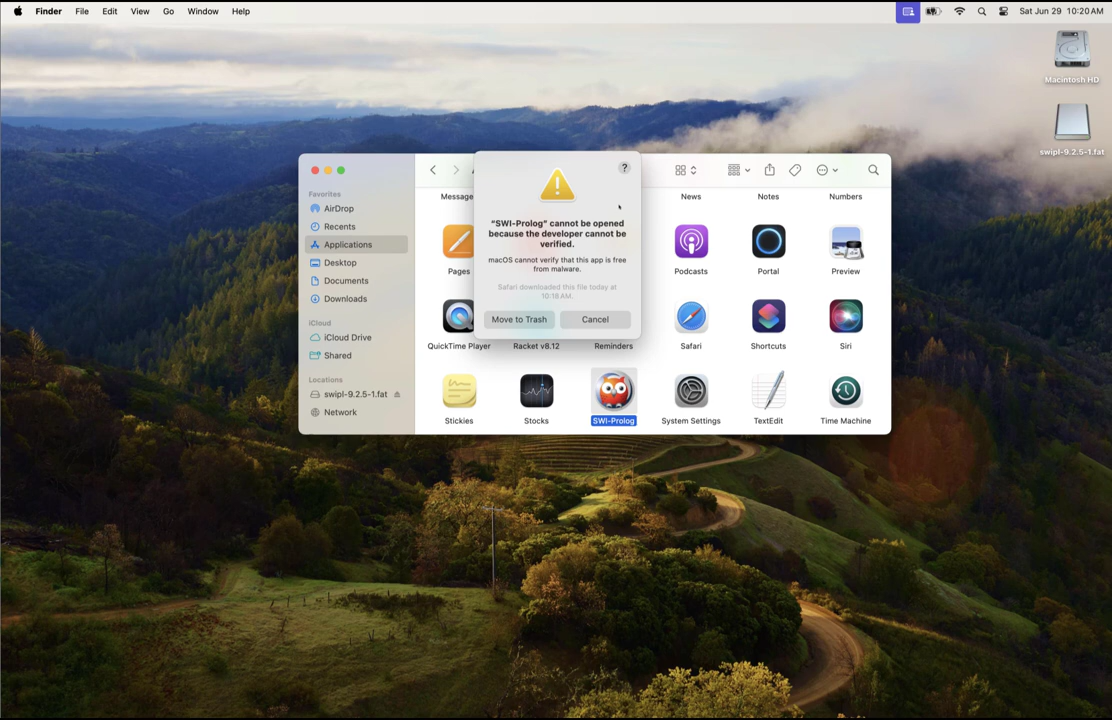 Finder File Edit View Go Window Help Sat Jun 29 10:20 AM
Macintosh HD
swipl-9.2.5-1.fat
Favorites
AirDrop
Recents
Applications
Desktop
Documents
Downloads
iCloud
iCloud Drive
Shared
Locations
swipl-9.2.5-1.fat
Network
?
“SWI-Prolog” cannot be opened
because the developer cannot be
verified.
macOS cannot verify that this app is free
from malware.
Safari downloaded this file today at
10:18 AM.
Move to Trash Cancel
Message News Notes Numbers
Pages Podcasts Portal Preview
QuickTime Player Racket v8.12 Reminders Safari Shortcuts Siri
Stickies Stocks SWI-Prolog System Settings TextEdit Time Machine